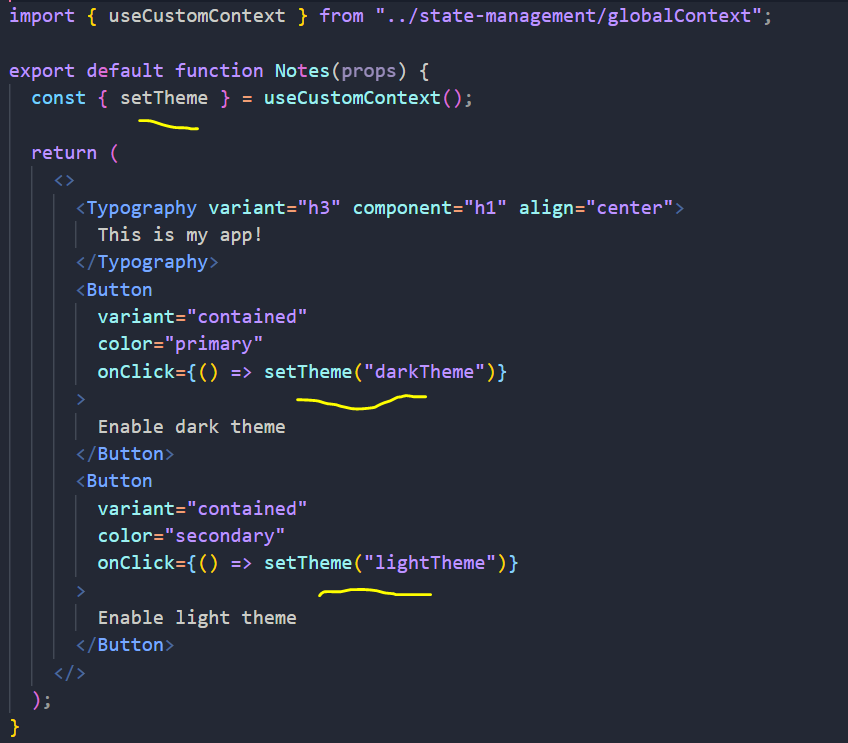 import { useCustomContext } from "../state-management/globalContext";
export default function Notes(props) {
const { setTheme } = useCustomContext();
return (
<>
<Typography variant="h3" component="h1" align="center">
This is my app!
</Typography>
<Button
variant="contained"
color="primary"
onClick={() => setTheme("darkTheme")}
>
Enable dark theme
</Button>
<Button
variant="contained"
color="secondary"
onClick={() => setTheme("lightTheme")}
>
Enable light theme
</Button>
</>
);
}